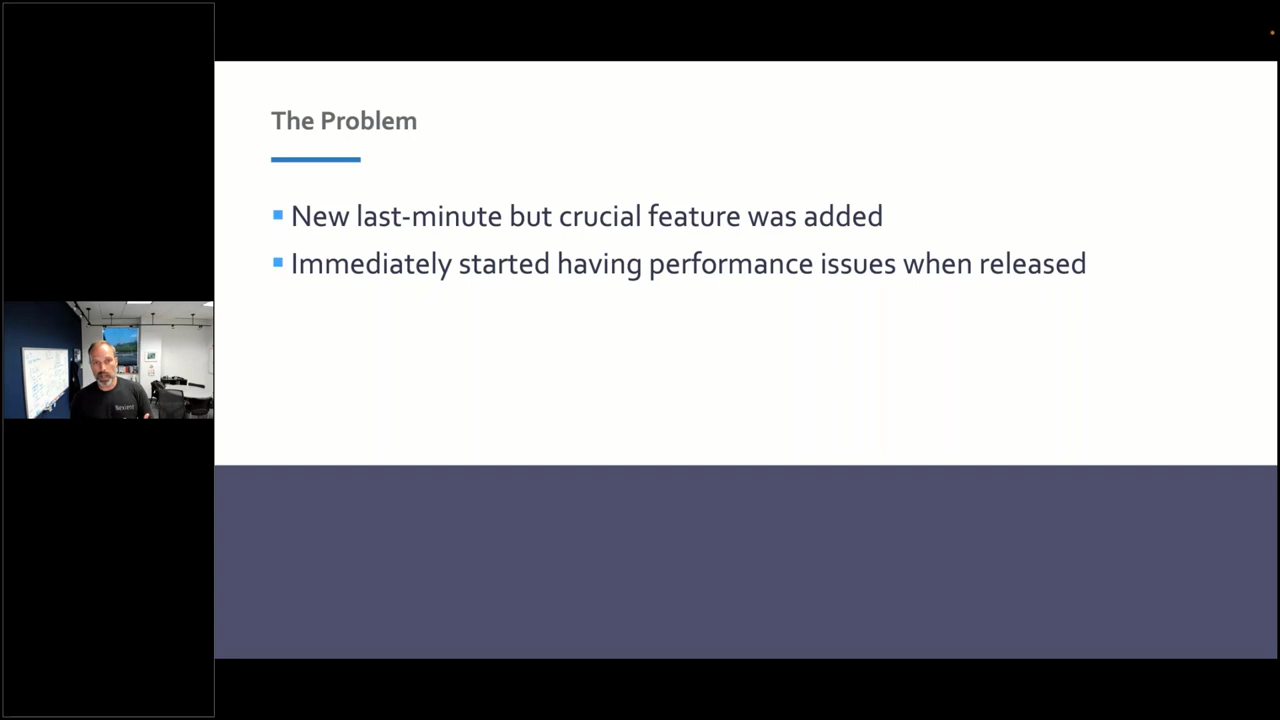 The Problem
New last-minute but crucial feature was added
Immediately started having performance issues when released